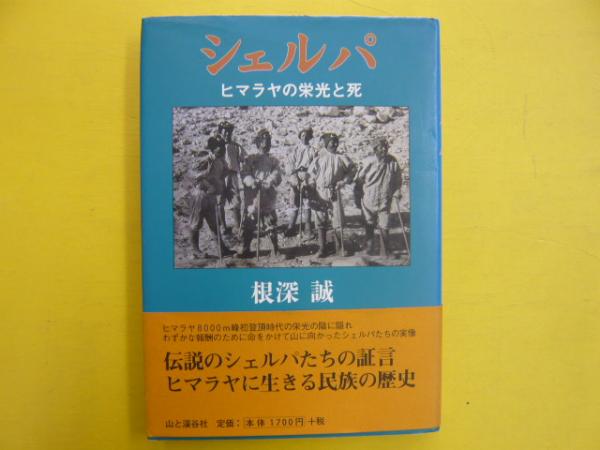 シェルパ
ヒマラヤの栄光と死
根深 誠
ヒマラヤ8000m峰初登頂時代の栄光の陰に隠れ
わずかな報酬のために命をかけて山に向かったシェルパたちの実像
伝説のシェルパたちの証言
ヒマラヤに生きる民族の歴史
山と溪谷社 定価:本体1700円+税